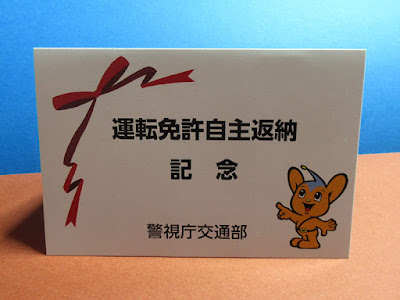 運転免許自主返納
記念
警視庁交通部